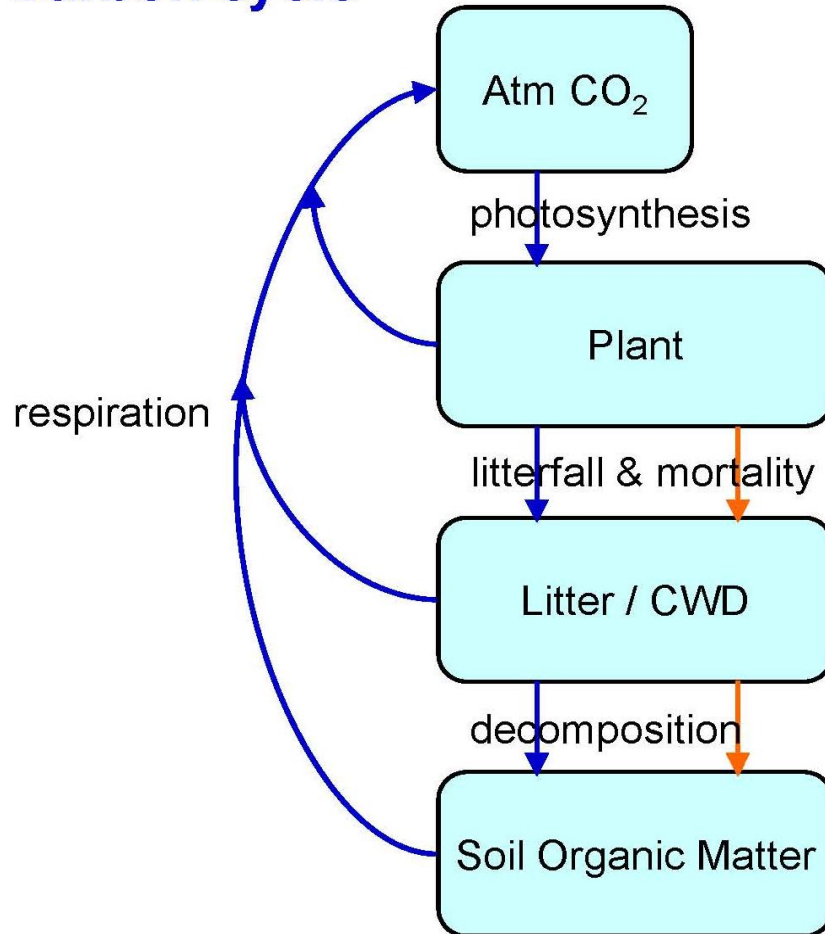 Atm CO₂
photosynthesis
Plant
respiration
litterfall & mortality
Litter / CWD
decomposition
Soil Organic Matter